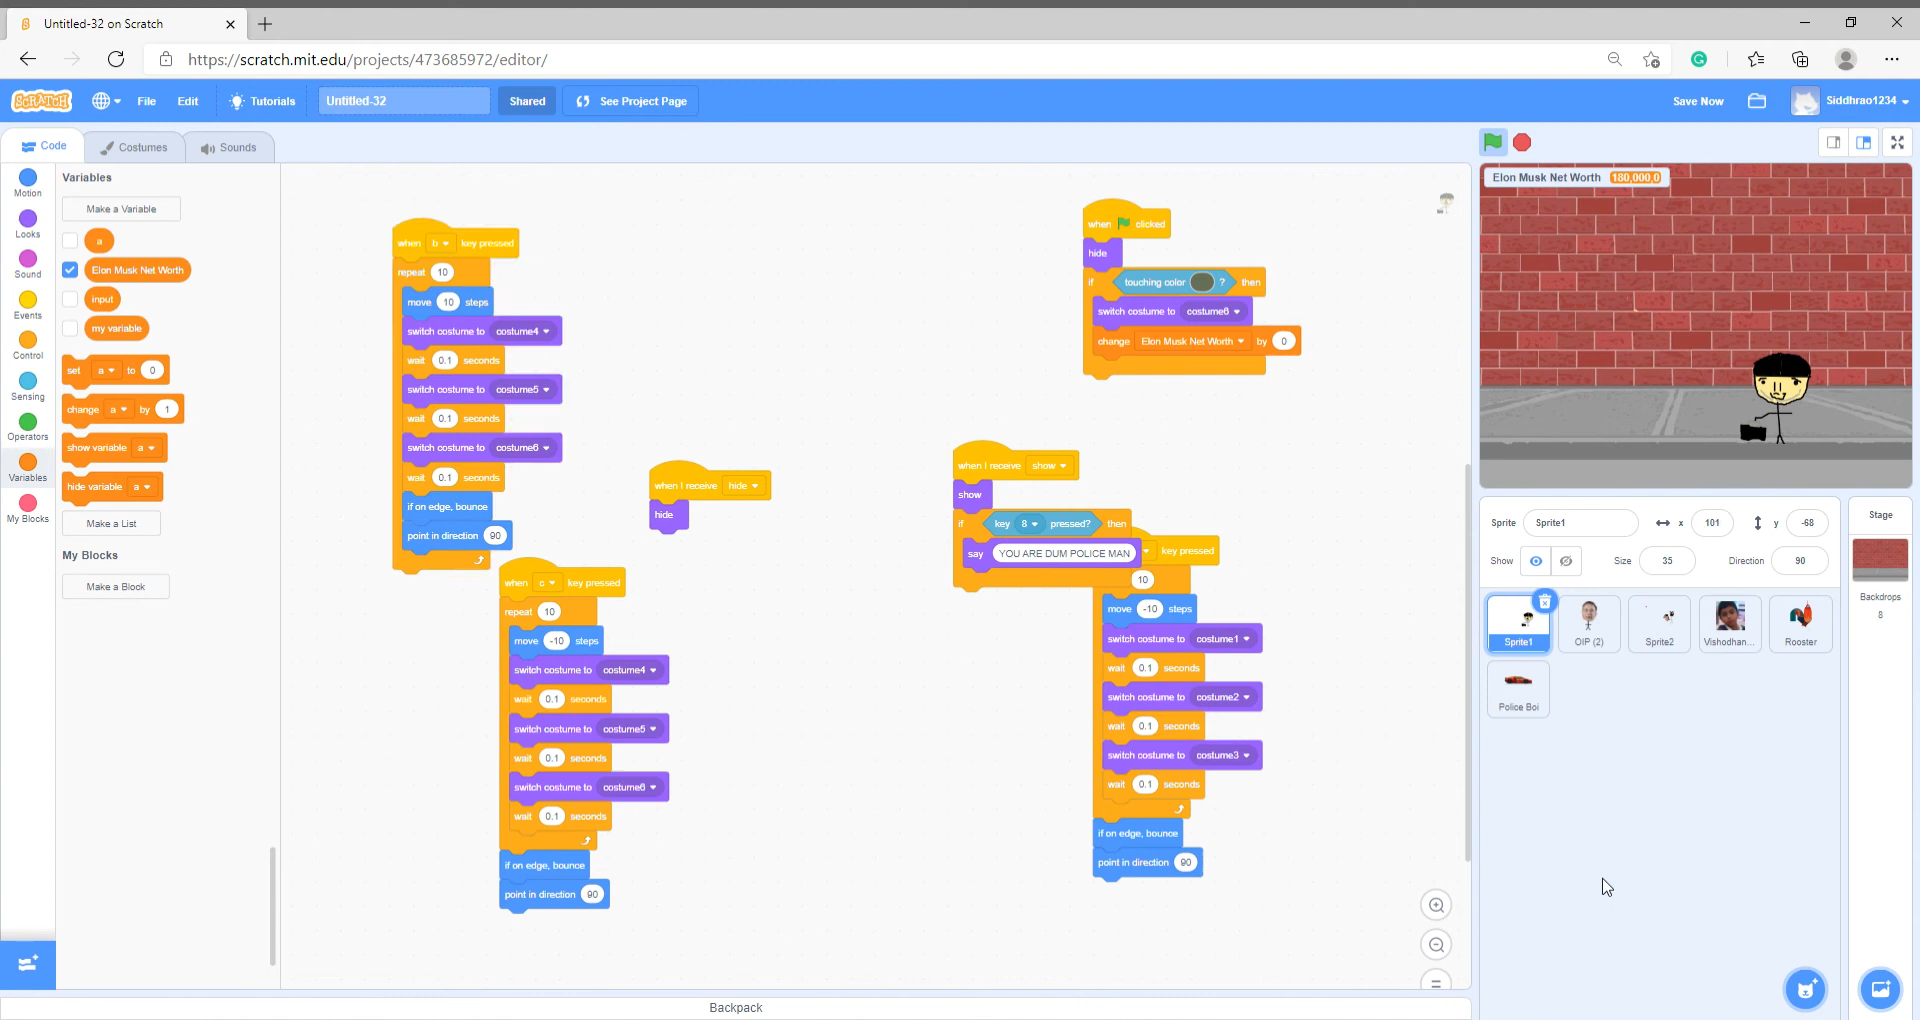 Untitled-32 on Scratch
https://scratch.mit.edu/projects/473685972/editor/
SCRATCH
File
Edit
Tutorials
Untitled-32
Shared
See Project Page
Save Now
Siddhrao1234
Code
Costumes
Sounds
Motion
Looks
Sound
Events
Control
Sensing
Operators
Variables
My Blocks
Variables
Make a Variable
a
Elon Musk Net Worth
input
my variable
set a to 0
change a by 1
show variable a
hide variable a
Make a List
My Blocks
Make a Block
when b key pressed
repeat 10
move 10 steps
switch costume to costume4
wait 0.1 seconds
switch costume to costume5
wait 0.1 seconds
switch costume to costume6
wait 0.1 seconds
if on edge, bounce
point in direction 90
when c key pressed
repeat 10
move -10 steps
switch costume to costume4
wait 0.1 seconds
switch costume to costume5
wait 0.1 seconds
switch costume to costume6
wait 0.1 seconds
if on edge, bounce
point in direction 90
when I receive hide
hide
when clicked
hide
if touching color ? then
switch costume to costume6
change Elon Musk Net Worth by 0
when I receive show
show
if key 8 pressed? then
say YOU ARE DUM POLICE MAN
key pressed
10
move -10 steps
switch costume to costume1
wait 0.1 seconds
switch costume to costume2
wait 0.1 seconds
switch costume to costume3
wait 0.1 seconds
if on edge, bounce
point in direction 90
Backpack
Elon Musk Net Worth 180,000,0
Sprite Sprite1 x 101 y -68
Show Size 35 Direction 90
Sprite1
OIP (2)
Sprite2
Vishodhan...
Rooster
Police Boi
Stage
Backdrops
8